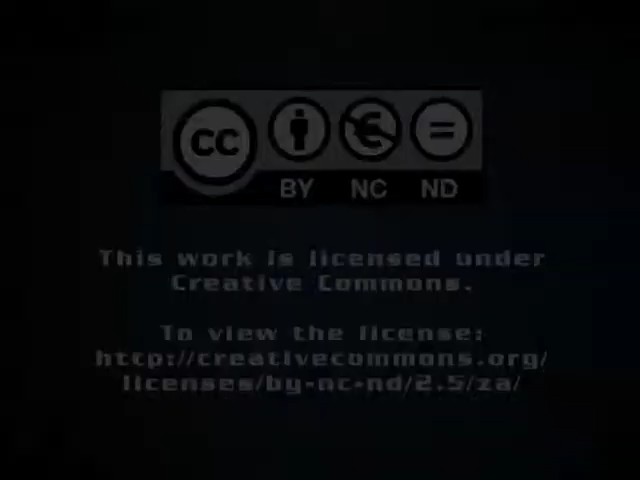 cc
BY NC ND
This work is licensed under
Creative Commons.
To view the license:
http://creativecommons.org/
licenses/by-nc-nd/2.5/za/